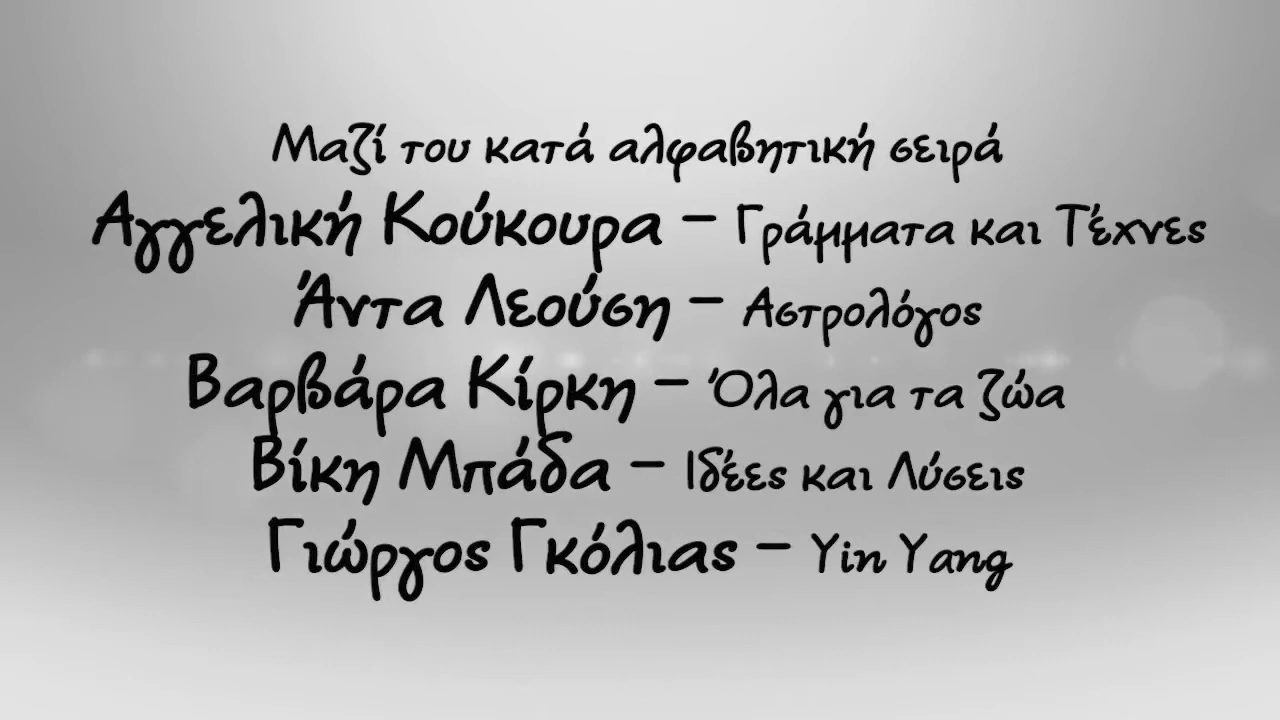 Μαζί του κατά αλφαβητική σειρά
Αγγελική Κούκουρα – Γράμματα και Τέχνες
Άντα Λεούση – Αστρολόγος
Βαρβάρα Κίρκη – Όλα για τα ζώα
Βίκη Μπάδα – Ιδέες και Λύσεις
Γιώργος Γκόλιας – Yin Yang